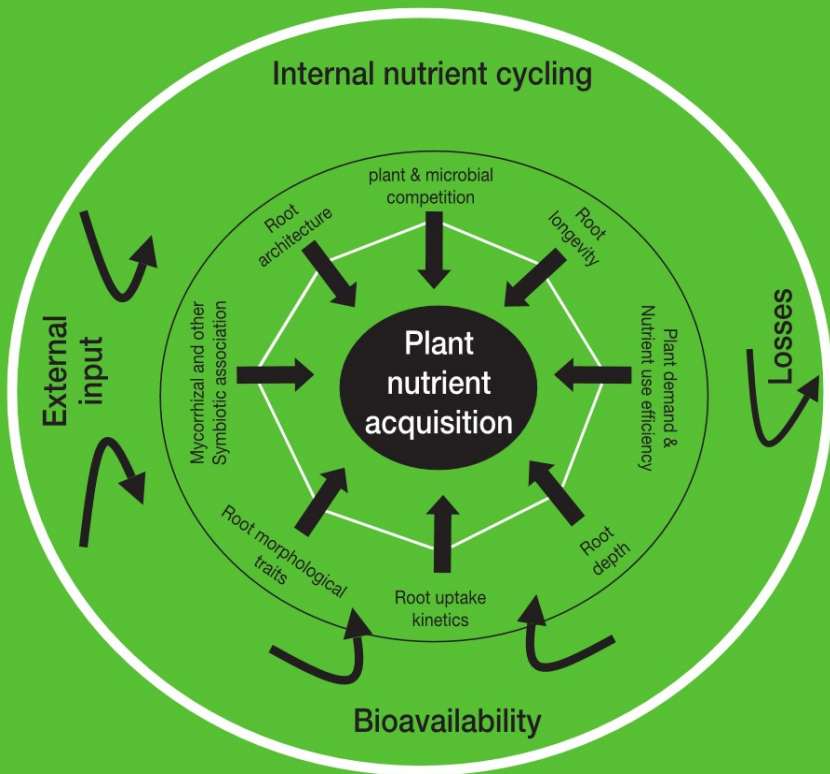 Internal nutrient cycling
plant & microbial
competition
Root
architecture
Root
longevity
External
input
Mycorrhizal and other
Symbiotic association
Plant
nutrient
acquisition
Plant demand &
Nutrient use efficiency
Losses
Root morphological
traits
Root uptake
kinetics
Root
depth
Bioavailability